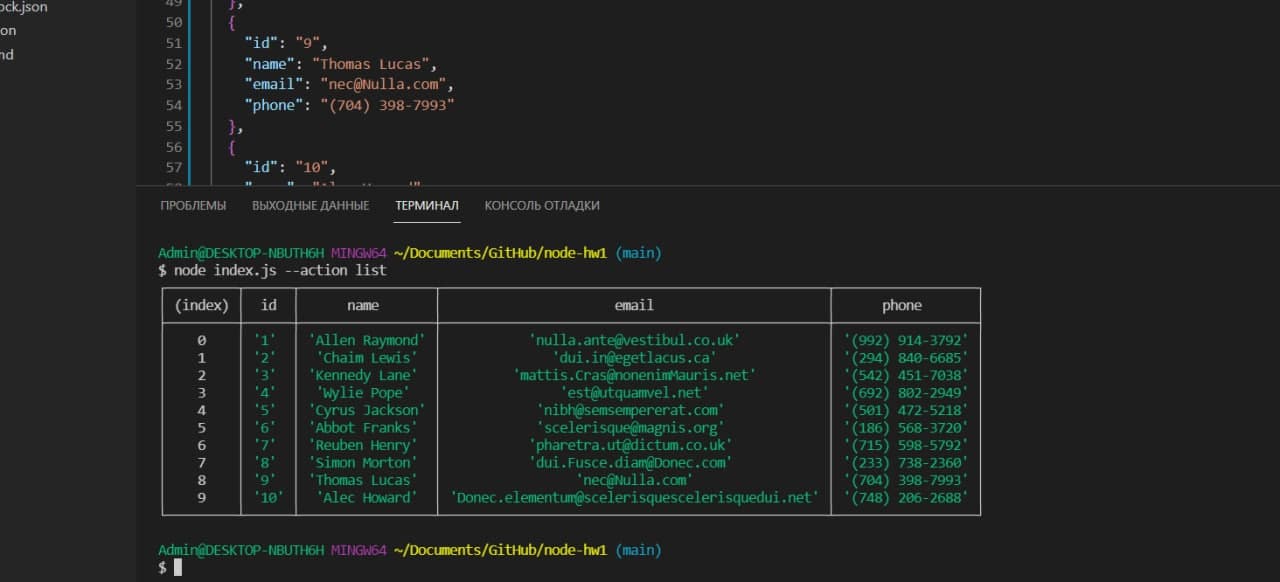 ock.json
on
md
49 },
50 {
51 "id": "9",
52 "name": "Thomas Lucas",
53 "email": "nec@Nulla.com",
54 "phone": "(704) 398-7993"
55 },
56 {
57 "id": "10",
ПРОБЛЕМЫ ВЫХОДНЫЕ ДАННЫЕ ТЕРМИНАЛ КОНСОЛЬ ОТЛАДКИ
Admin@DESKTOP-NBUTH6H MINGW64 ~/Documents/GitHub/node-hw1 (main)
$ node index.js --action list
(index) id name email phone
0 '1' 'Allen Raymond' 'nulla.ante@vestibul.co.uk' '(992) 914-3792'
1 '2' 'Chaim Lewis' 'dui.in@egetlacus.ca' '(294) 840-6685'
2 '3' 'Kennedy Lane' 'mattis.Cras@nonenimMauris.net' '(542) 451-7038'
3 '4' 'Wylie Pope' 'est@utquamvel.net' '(692) 802-2949'
4 '5' 'Cyrus Jackson' 'nibh@semsempererat.com' '(501) 472-5218'
5 '6' 'Abbot Franks' 'scelerisque@magnis.org' '(186) 568-3720'
6 '7' 'Reuben Henry' 'pharetra.ut@dictum.co.uk' '(715) 598-5792'
7 '8' 'Simon Morton' 'dui.Fusce.diam@Donec.com' '(233) 738-2360'
8 '9' 'Thomas Lucas' 'nec@Nulla.com' '(704) 398-7993'
9 '10' 'Alec Howard' 'Donec.elementum@scelerisquescelerisquedui.net' '(748) 206-2688'
Admin@DESKTOP-NBUTH6H MINGW64 ~/Documents/GitHub/node-hw1 (main)
$